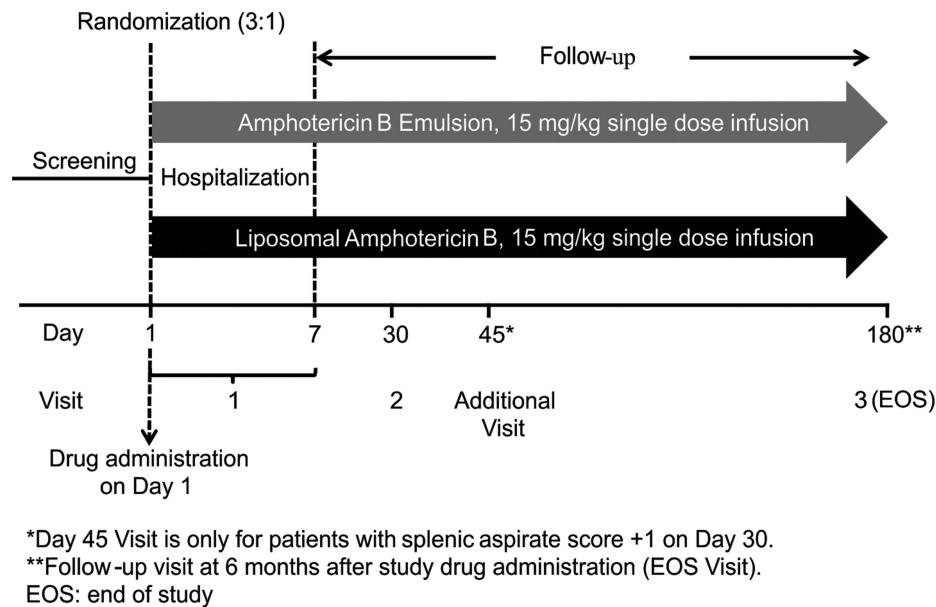 Randomization (3:1)
Follow-up
Amphotericin B Emulsion, 15 mg/kg single dose infusion
Screening
Hospitalization
Liposomal Amphotericin B, 15 mg/kg single dose infusion
Day 1 7 30 45* 180**
Visit 1 2 Additional 3 (EOS)
Visit
Drug administration
on Day 1
*Day 45 Visit is only for patients with splenic aspirate score +1 on Day 30.
**Follow-up visit at 6 months after study drug administration (EOS Visit).
EOS: end of study